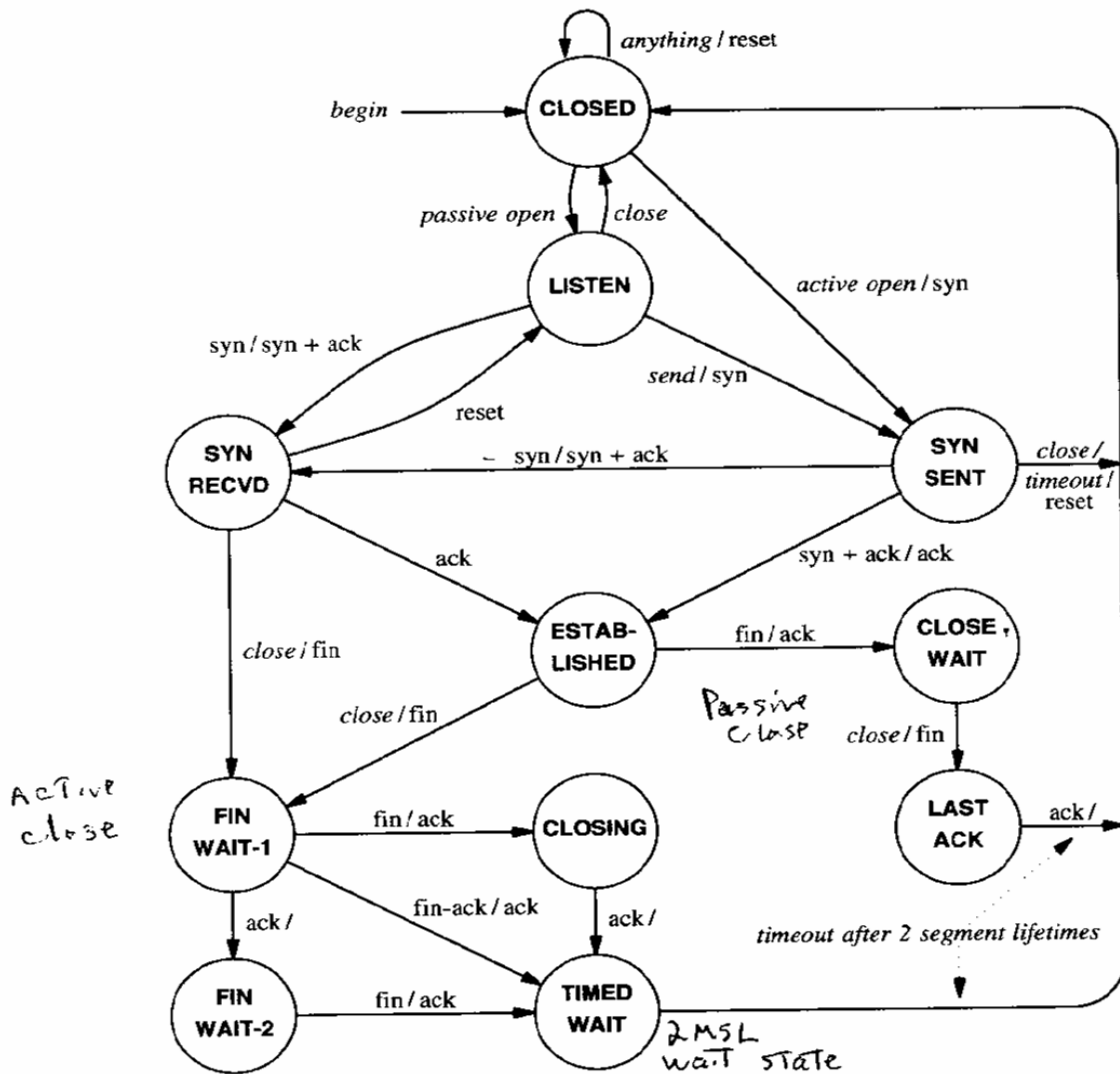 anything / reset
begin
CLOSED
passive open
close
LISTEN
active open / syn
syn / syn + ack
send / syn
reset
SYN
RECVD
– syn / syn + ack
SYN
SENT
close /
timeout /
reset
ack
syn + ack / ack
ESTAB-
LISHED
fin / ack
CLOSE
WAIT
close / fin
close / fin
Passive
Close
close / fin
Active
close
FIN
WAIT-1
fin / ack
CLOSING
LAST
ACK
ack /
fin-ack / ack
ack /
ack /
timeout after 2 segment lifetimes
FIN
WAIT-2
fin / ack
TIMED
WAIT
2MSL
wait state